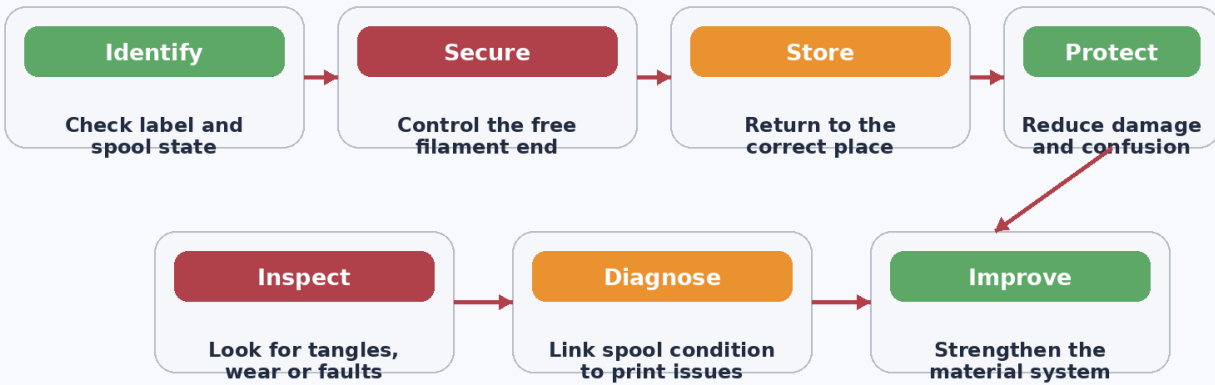 Identify
Check label and
spool state
Secure
Control the free
filament end
Store
Return to the
correct place
Protect
Reduce damage
and confusion
Inspect
Look for tangles,
wear or faults
Diagnose
Link spool condition
to print issues
Improve
Strengthen the
material system